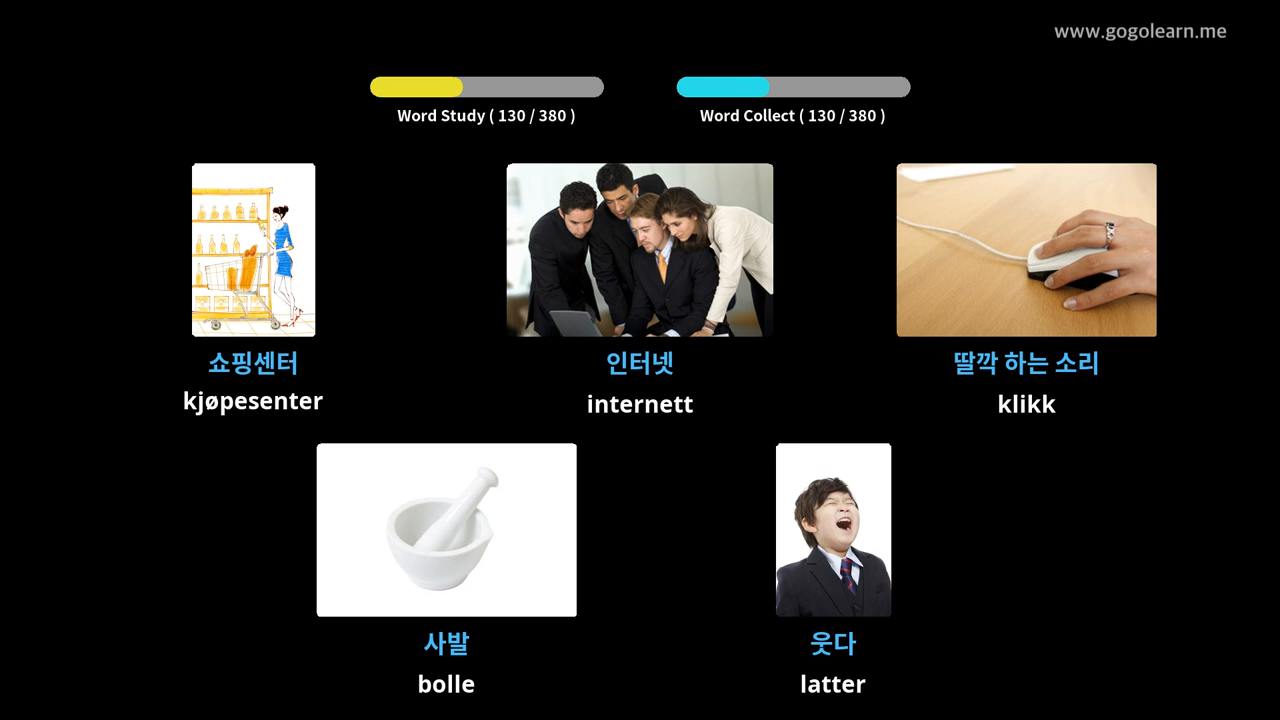 www.gogolearn.me
Word Study ( 130 / 380 )
Word Collect ( 130 / 380 )
쇼핑센터
kjøpesenter
인터넷
internett
딸깍 하는 소리
klikk
사발
bolle
웃다
latter